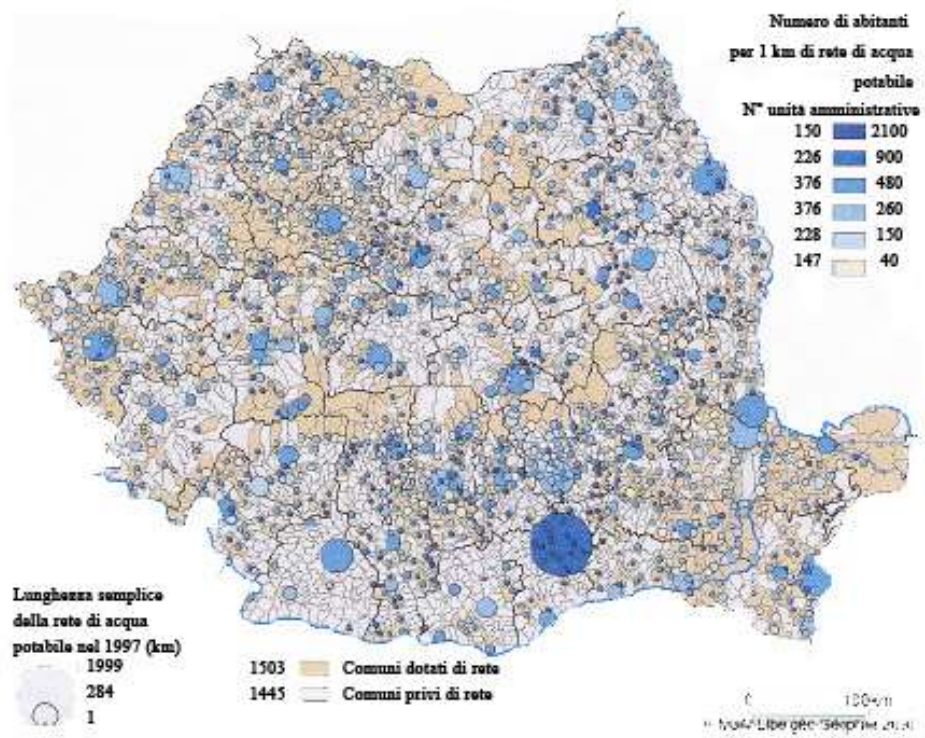 Numero di abitanti
per 1 km di rete di acqua
potabile
N° unità amministrative
150 2100
226 900
376 480
376 260
228 150
147 40
Lunghezza semplice
della rete di acqua
potabile nel 1997 (km)
1999
284
1
1503 Comuni dotati di rete
1445 Comuni privi di rete
0 100km
©